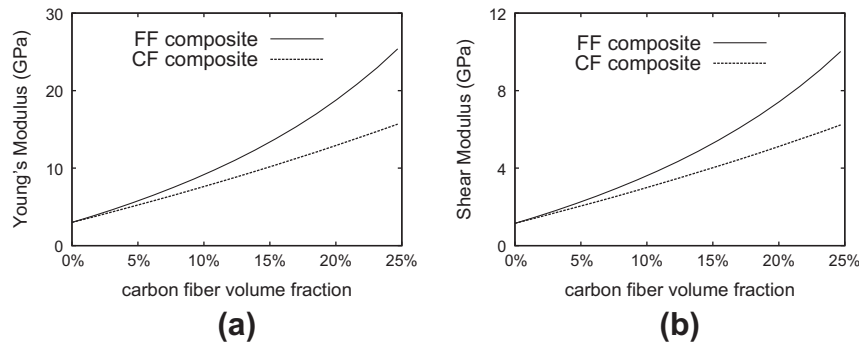 30
20
10
0
Young's Modulus (GPa)
FF composite
CF composite
0% 5% 10% 15% 20% 25%
carbon fiber volume fraction
(a)
12
8
4
0
Shear Modulus (GPa)
FF composite
CF composite
0% 5% 10% 15% 20% 25%
carbon fiber volume fraction
(b)